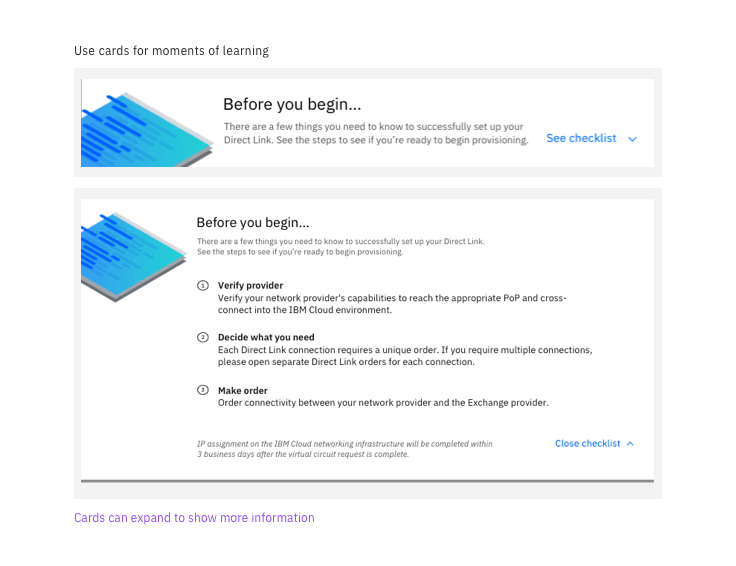 Use cards for moments of learning
Before you begin...
There are a few things you need to know to successfully set up your
Direct Link. See the steps to see if you're ready to begin provisioning.
See checklist
Before you begin...
There are a few things you need to know to successfully set up your Direct Link.
See the steps to see if you're ready to begin provisioning.
1 Verify provider
Verify your network provider's capabilities to reach the appropriate PoP and cross-
connect into the IBM Cloud environment.
2 Decide what you need
Each Direct Link connection requires a unique order. If you require multiple connections,
please open separate Direct Link orders for each connection.
3 Make order
Order connectivity between your network provider and the Exchange provider.
IP assignment on the IBM Cloud networking infrastructure will be completed within
3 business days after the virtual circuit request is complete.
Close checklist
Cards can expand to show more information